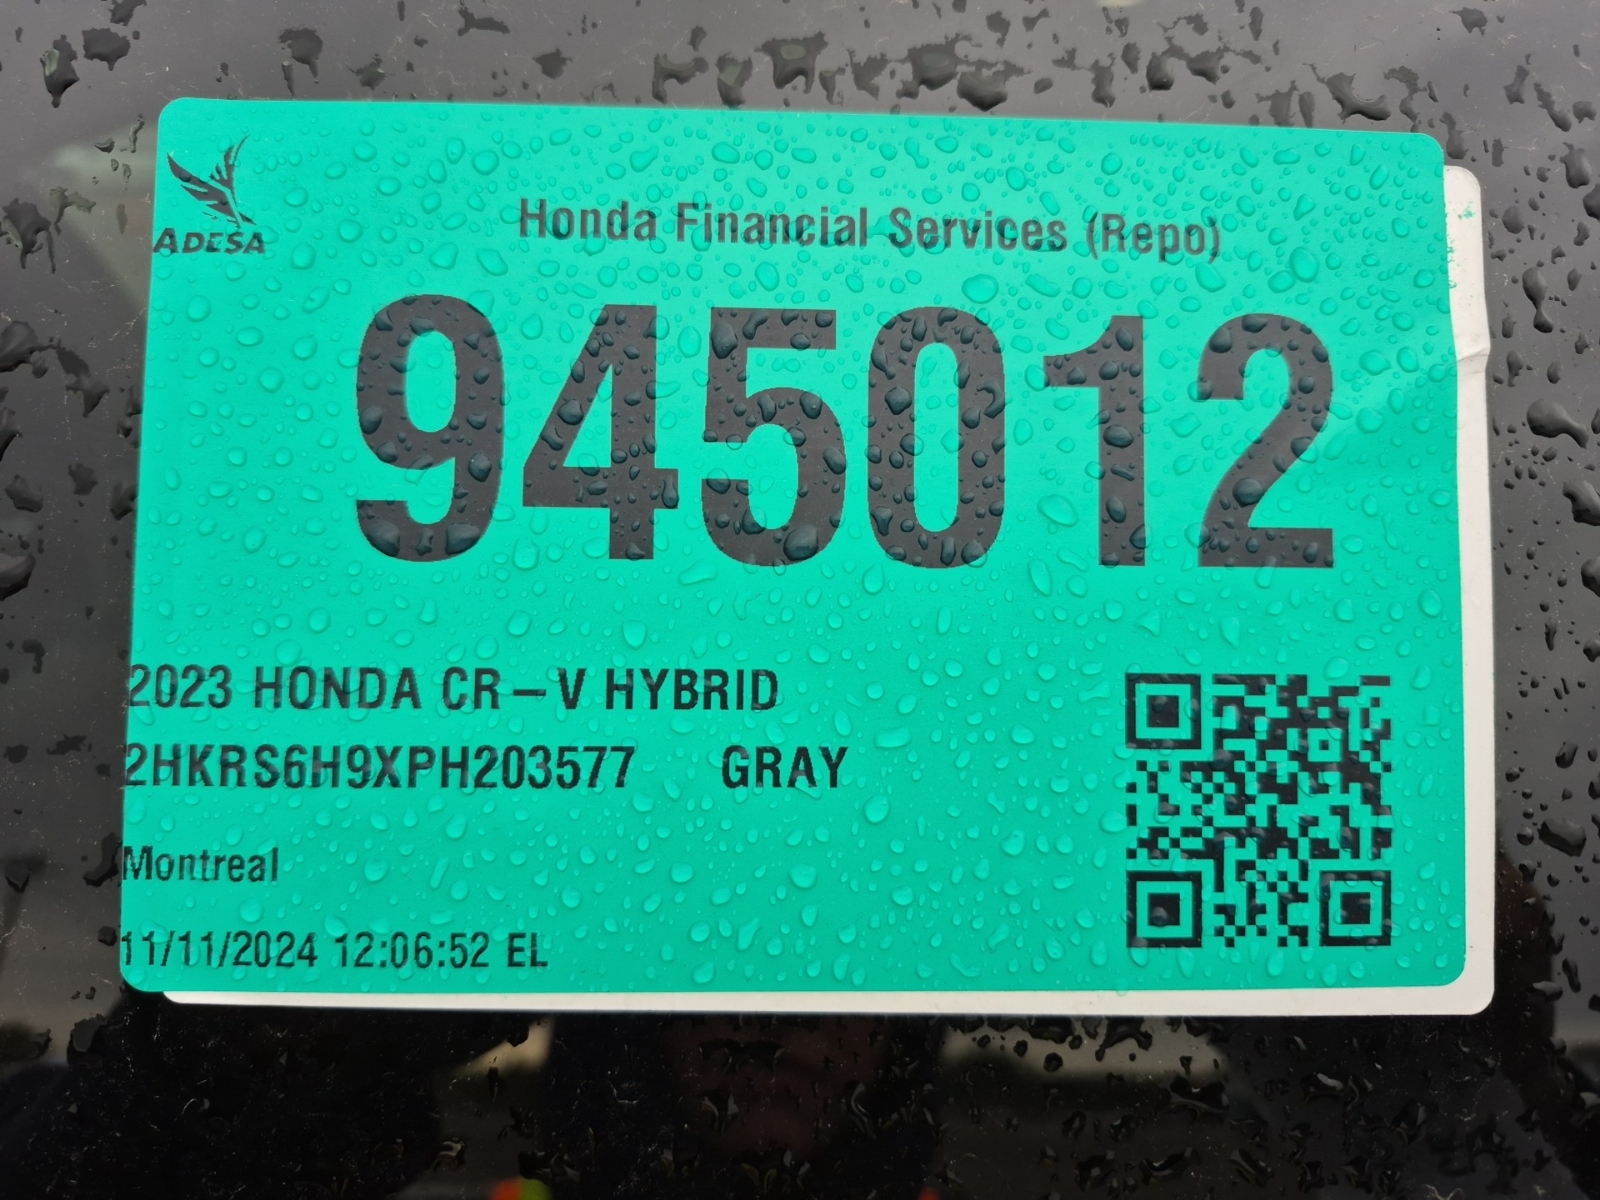 ADESA
Honda Financial Services (Repo)
945012
2023 HONDA CR-V HYBRID
2HKRS6H9XPH203577 GRAY
Montreal
11/11/2024 12:06:52 EL